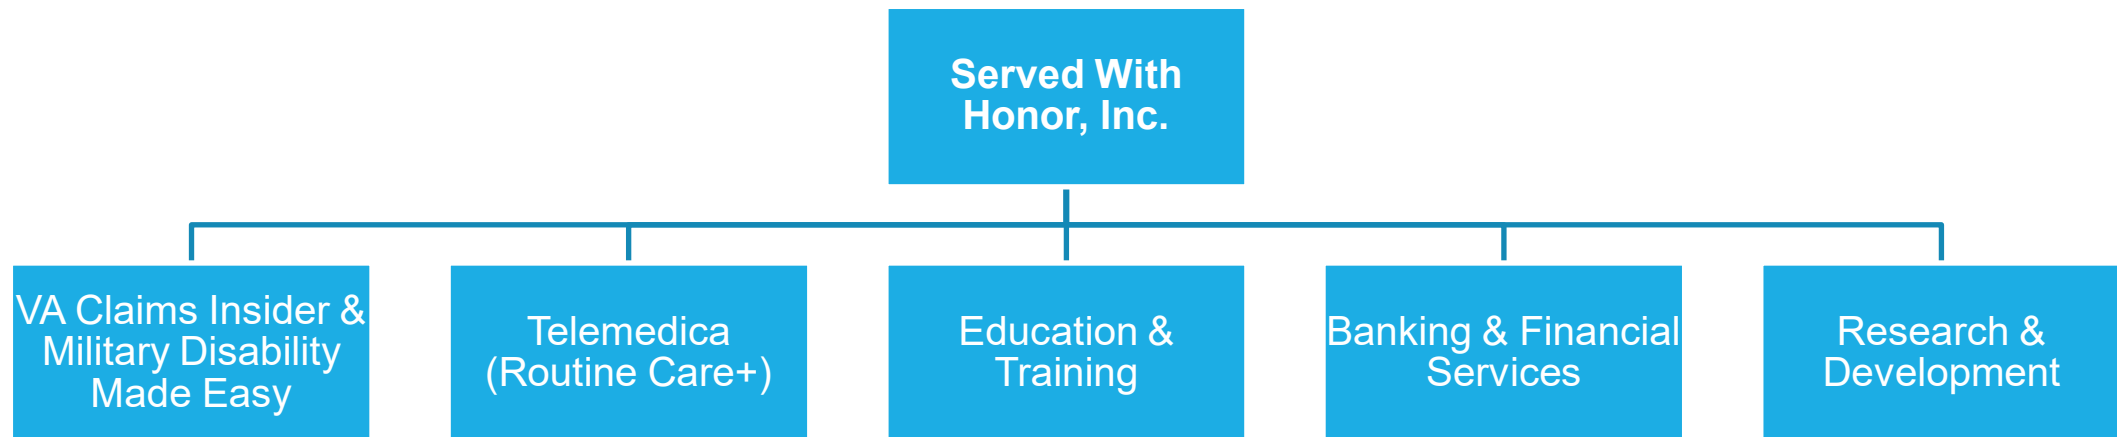 Served With
Honor, Inc.
VA Claims Insider &
Military Disability
Made Easy
Telemedica
(Routine Care+)
Education &
Training
Banking & Financial
Services
Research &
Development